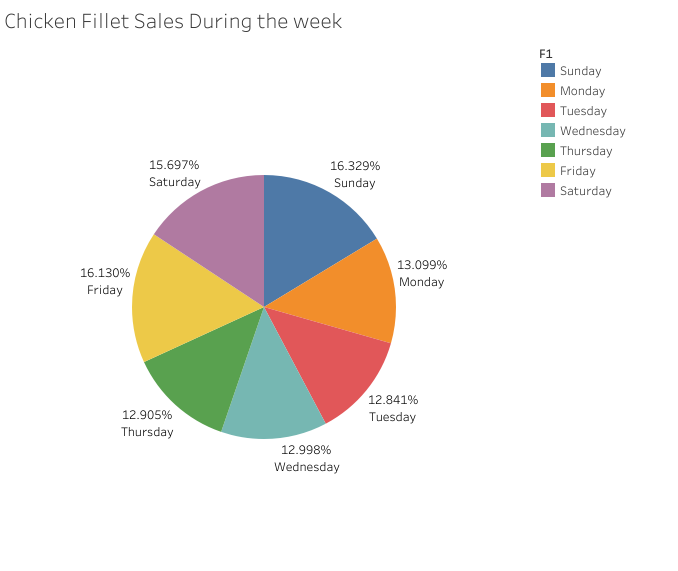 Chicken Fillet Sales During the week
F1
Sunday
Monday
Tuesday
Wednesday
Thursday
Friday
Saturday
15.697%
Saturday
16.329%
Sunday
16.130%
Friday
13.099%
Monday
12.905%
Thursday
12.841%
Tuesday
12.998%
Wednesday